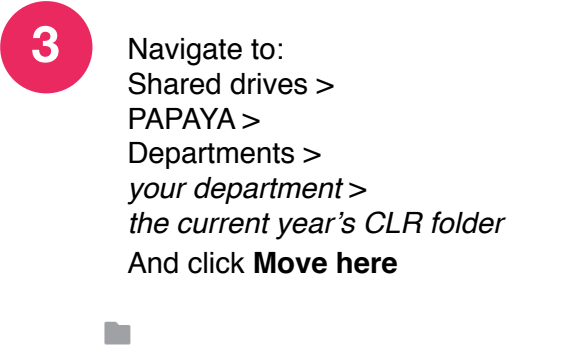 3
Navigate to:
Shared drives >
PAPAYA >
Departments >
your department >
the current year's CLR folder
And click Move here